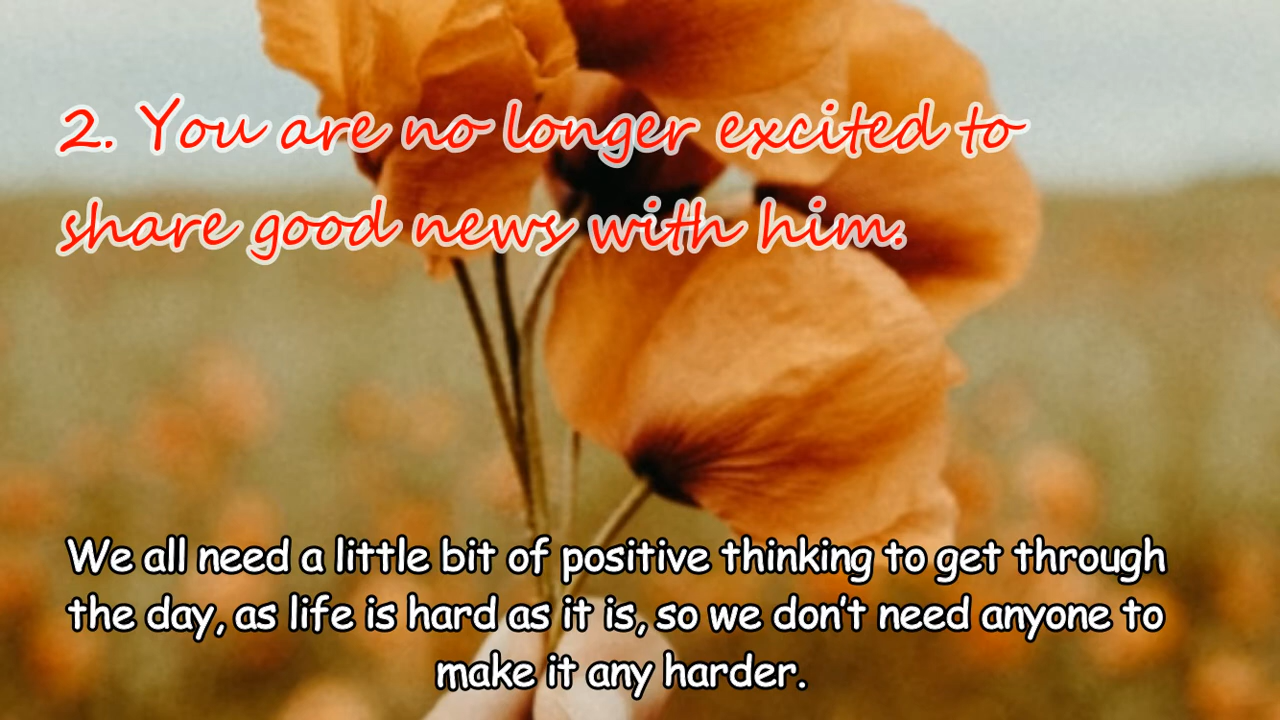 2. You are no longer excited to
share good news with him.
We all need a little bit of positive thinking to get through
the day, as life is hard as it is, so we don't need anyone to
make it any harder.